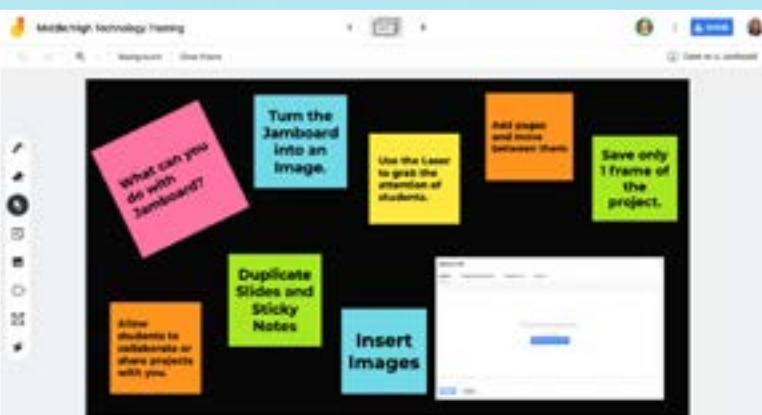 Middle/High Technology Training
Background
Clear frame
What can you
do with
Jamboard?
Turn the
Jamboard
into an
Image.
Use the Laser
to grab the
attention of
students.
Add pages
and move
between them
Save only
1 frame of
the
project.
Allow
students to
collaborate or
share projects
with you.
Duplicate
Slides and
Sticky
Notes
Insert
Images